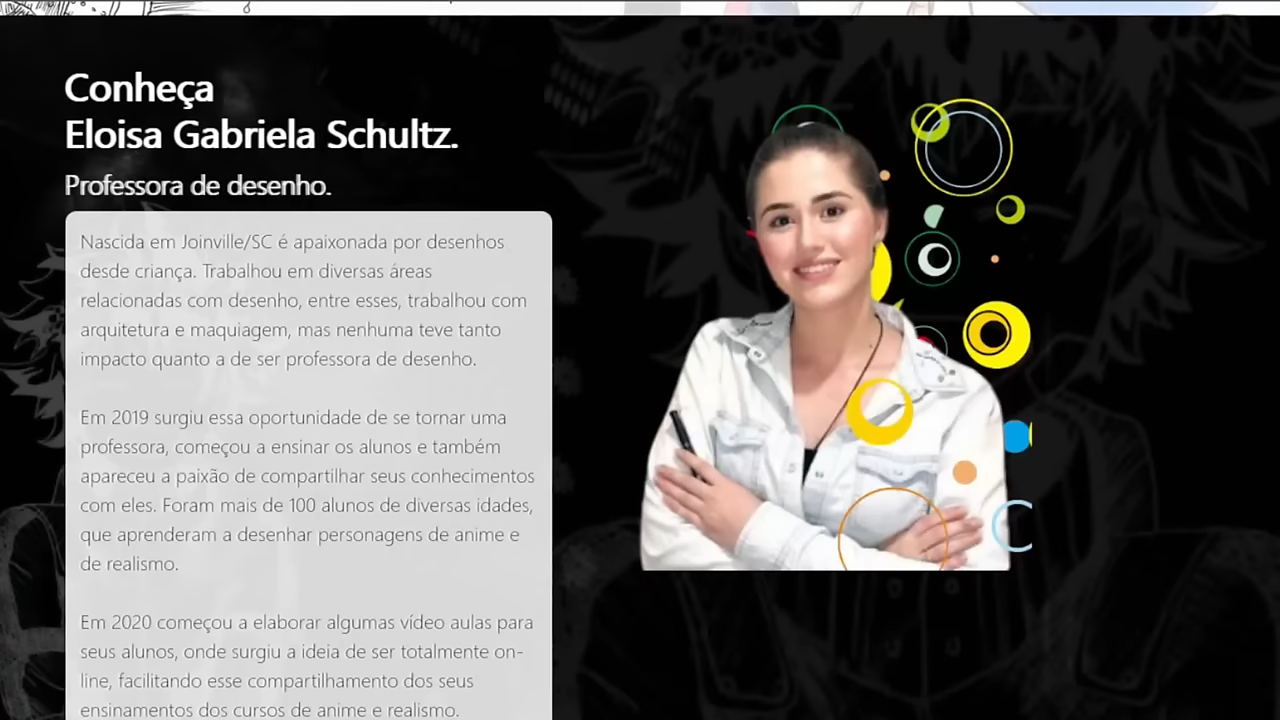 Conheça
Eloisa Gabriela Schultz.
Professora de desenho.
Nascida em Joinville/SC é apaixonada por desenhos
desde criança. Trabalhou em diversas áreas
relacionadas com desenho, entre esses, trabalhou com
arquitetura e maquiagem, mas nenhuma teve tanto
impacto quanto a de ser professora de desenho.
Em 2019 surgiu essa oportunidade de se tornar uma
professora, começou a ensinar os alunos e também
apareceu a paixão de compartilhar seus conhecimentos
com eles. Foram mais de 100 alunos de diversas idades,
que aprenderam a desenhar personagens de anime e
de realismo.
Em 2020 começou a elaborar algumas vídeo aulas para
seus alunos, onde surgiu a ideia de ser totalmente on-
line, facilitando esse compartilhamento dos seus
ensinamentos dos cursos de anime e realismo.